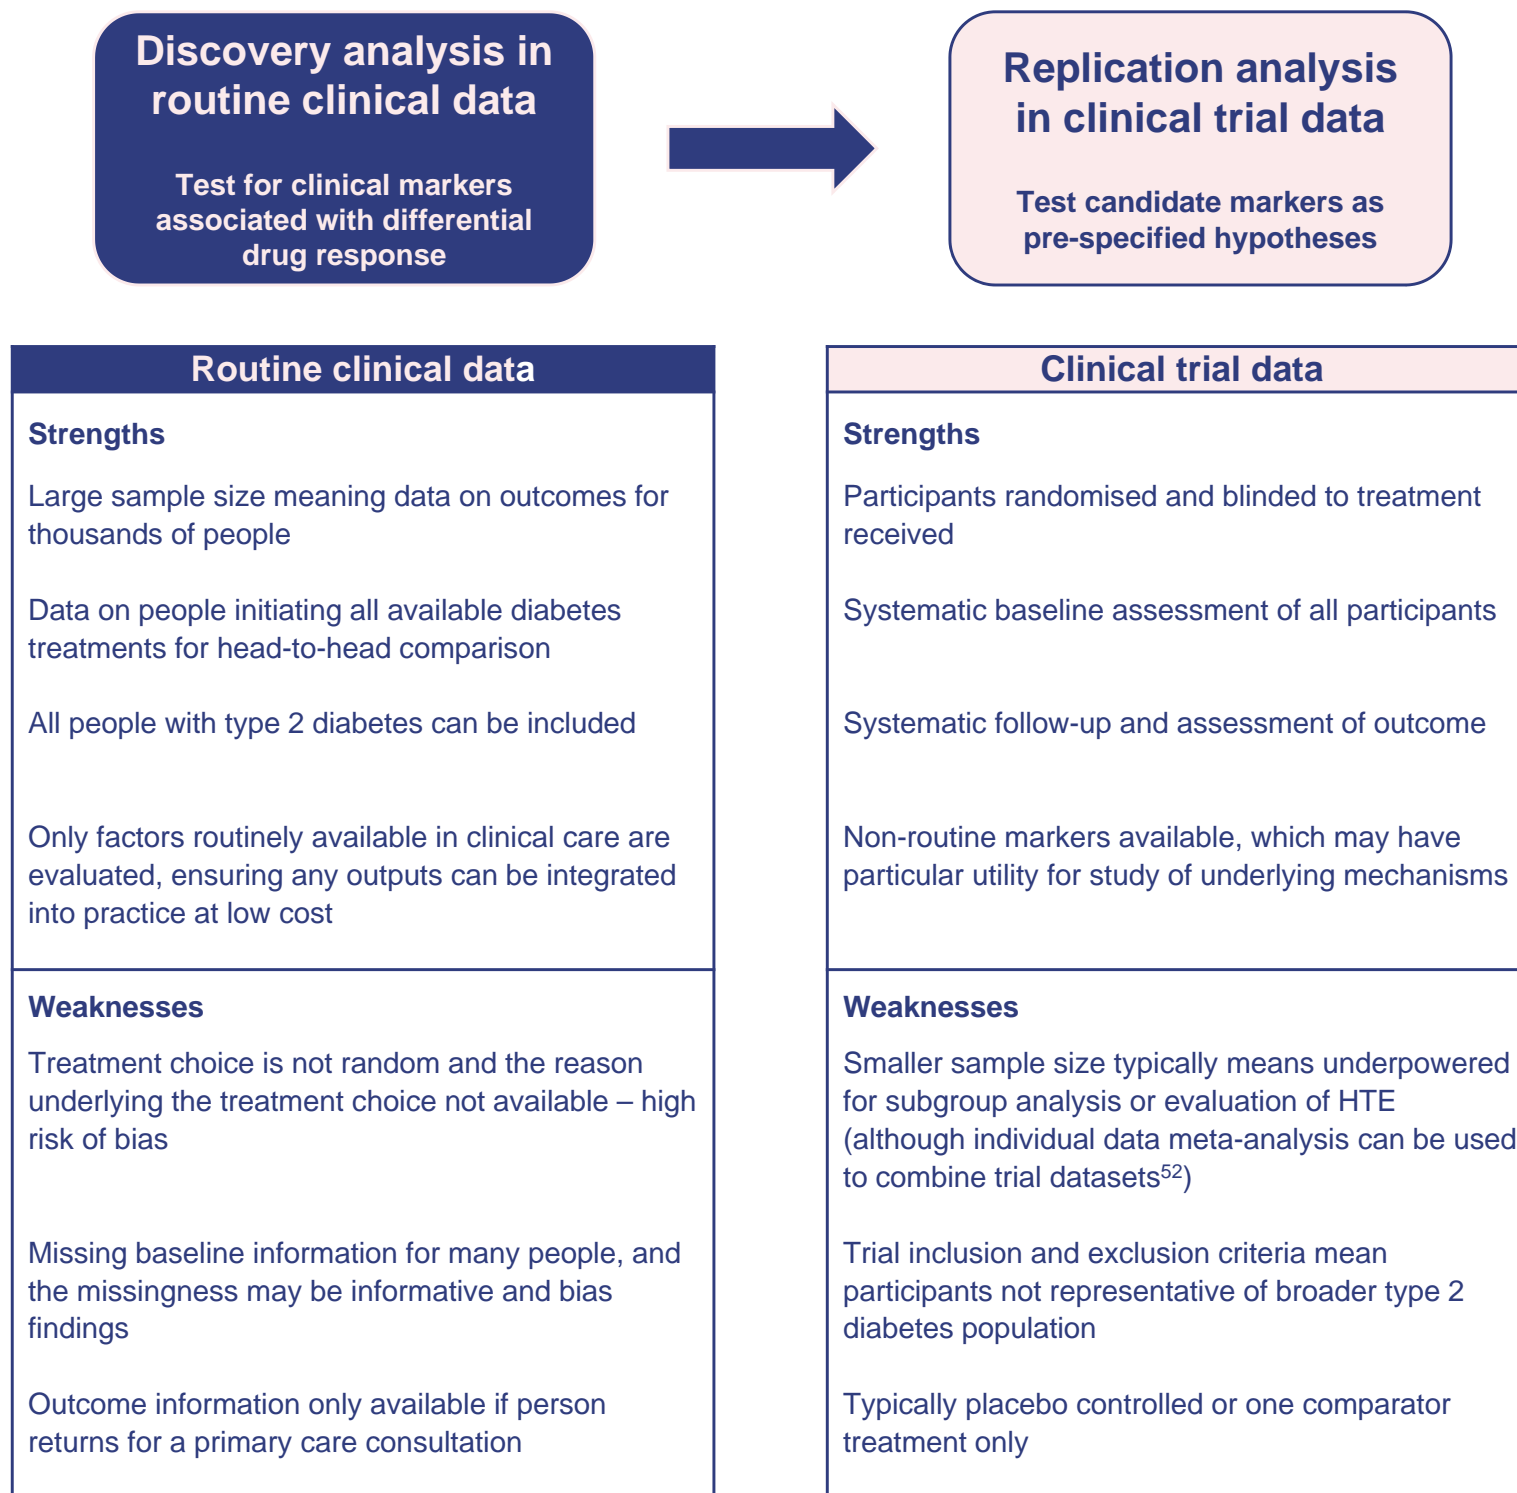 Discovery analysis in
routine clinical data
Test for clinical markers
associated with differential
drug response
Replication analysis
in clinical trial data
Test candidate markers as
pre-specified hypotheses
Routine clinical data
Strengths
Large sample size meaning data on outcomes for
thousands of people
Data on people initiating all available diabetes
treatments for head-to-head comparison
All people with type 2 diabetes can be included
Only factors routinely available in clinical care are
evaluated, ensuring any outputs can be integrated
into practice at low cost
Weaknesses
Treatment choice is not random and the reason
underlying the treatment choice not available – high
risk of bias
Missing baseline information for many people, and
the missingness may be informative and bias
findings
Outcome information only available if person
returns for a primary care consultation
Clinical trial data
Strengths
Participants randomised and blinded to treatment
received
Systematic baseline assessment of all participants
Systematic follow-up and assessment of outcome
Non-routine markers available, which may have
particular utility for study of underlying mechanisms
Weaknesses
Smaller sample size typically means underpowered
for subgroup analysis or evaluation of HTE
(although individual data meta-analysis can be used
to combine trial datasets⁵²)
Trial inclusion and exclusion criteria mean
participants not representative of broader type 2
diabetes population
Typically placebo controlled or one comparator
treatment only